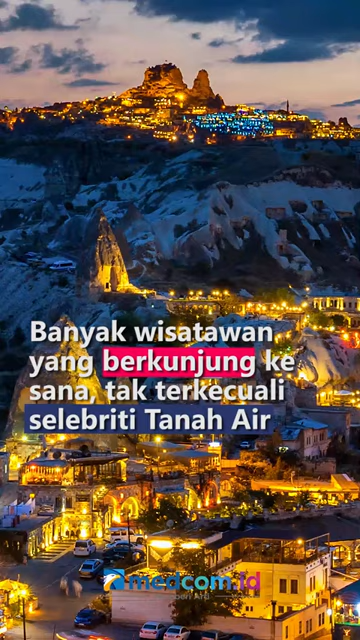 Banyak wisatawan
yang berkunjung ke
sana, tak terkecuali
selebriti Tanah Air
medcom.id